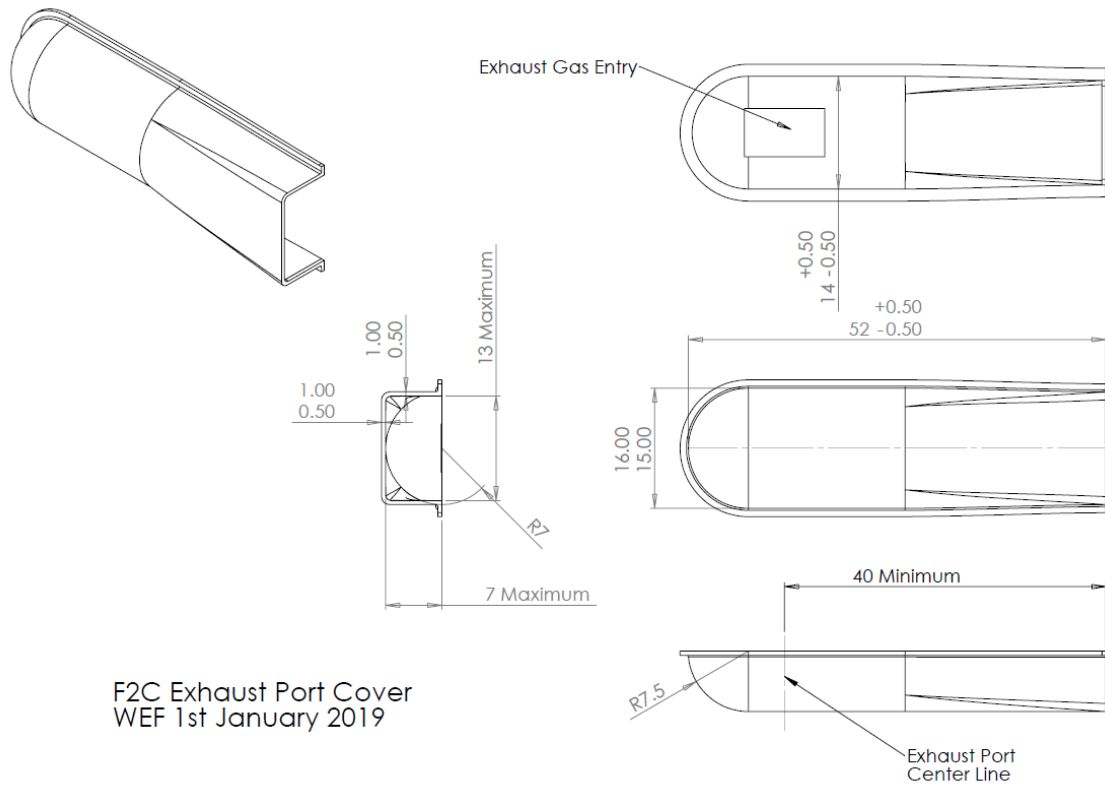 Exhaust Gas Entry
+0.50
14 -0.50
+0.50
52 -0.50
1.00
0.50
13 Maximum
1.00
0.50
16.00
15.00
R7
7 Maximum
40 Minimum
R7.5
F2C Exhaust Port Cover
WEF 1st January 2019
Exhaust Port
Center Line